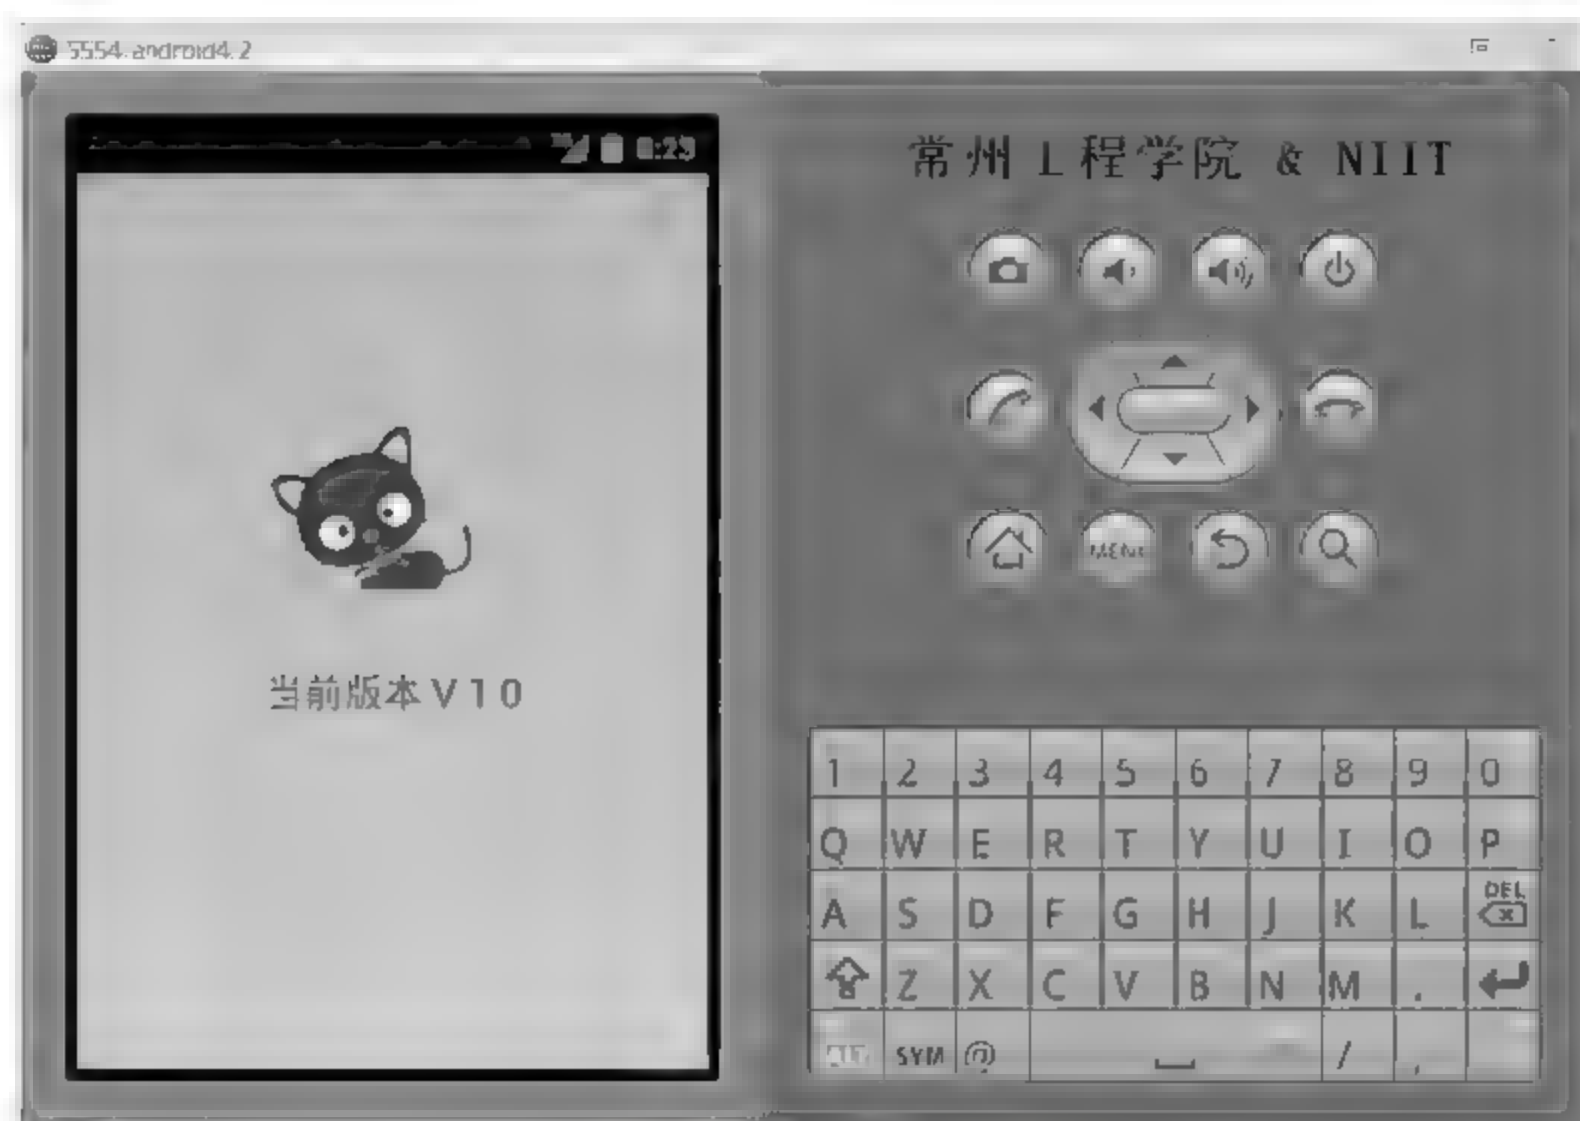 5554:android4.2
8:23
常州工程学院 & NIIT
MENU
当前版本V10
1 2 3 4 5 6 7 8 9 0
Q W E R T Y U I O P
A S D F G H J K L DEL
Z X C V B N M .
ALT SYM @ / ,